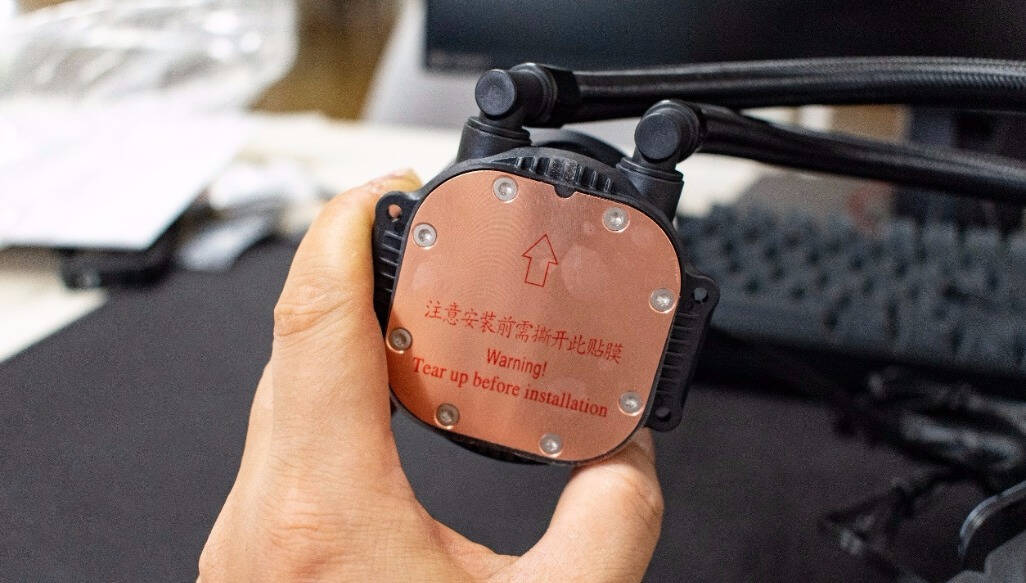 注意安装前需撕开此贴膜
Warning!
Tear up before installation